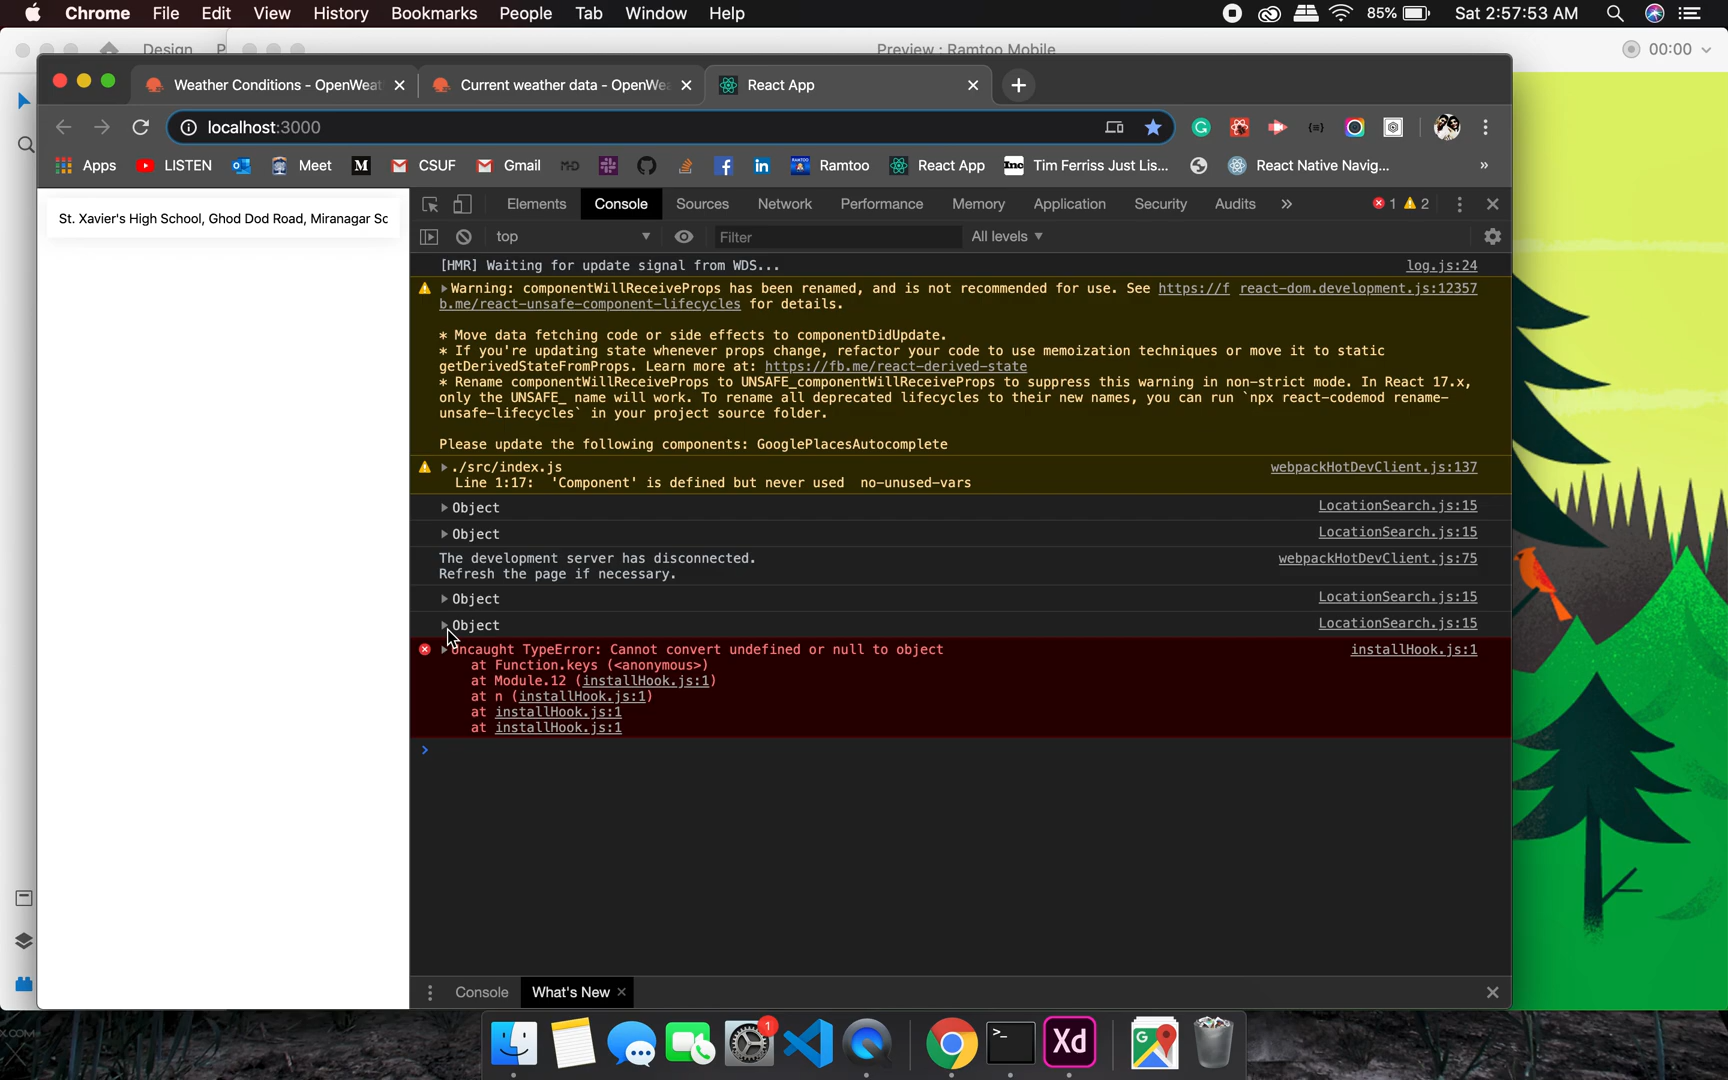 Chrome File Edit View History Bookmarks People Tab Window Help 85% Sat 2:57:53 AM
Design P Preview : Ramtoo Mobile 00:00
Weather Conditions - OpenWeat Current weather data - OpenWe React App
localhost:3000
Apps LISTEN Meet M CSUF Gmail M-D Ramtoo React App Inc Tim Ferriss Just Lis... React Native Navig... »
St. Xavier's High School, Ghod Dod Road, Miranagar Sc
Elements Console Sources Network Performance Memory Application Security Audits » 1 2
top Filter All levels
[HMR] Waiting for update signal from WDS... log.js:24
Warning: componentWillReceiveProps has been renamed, and is not recommended for use. See https://f react-dom.development.js:12357
b.me/react-unsafe-component-lifecycles for details.
* Move data fetching code or side effects to componentDidUpdate.
* If you're updating state whenever props change, refactor your code to use memoization techniques or move it to static
getDerivedStateFromProps. Learn more at: https://fb.me/react-derived-state
* Rename componentWillReceiveProps to UNSAFE_componentWillReceiveProps to suppress this warning in non-strict mode. In React 17.x,
only the UNSAFE_ name will work. To rename all deprecated lifecycles to their new names, you can run `npx react-codemod rename-
unsafe-lifecycles` in your project source folder.
Please update the following components: GooglePlacesAutocomplete
./src/index.js webpackHotDevClient.js:137
Line 1:17: 'Component' is defined but never used no-unused-vars
Object LocationSearch.js:15
Object LocationSearch.js:15
The development server has disconnected. webpackHotDevClient.js:75
Refresh the page if necessary.
Object LocationSearch.js:15
Object LocationSearch.js:15
Uncaught TypeError: Cannot convert undefined or null to object installHook.js:1
at Function.keys (<anonymous>)
at Module.12 (installHook.js:1)
at n (installHook.js:1)
at installHook.js:1
at installHook.js:1
Console What's New
1 Xd